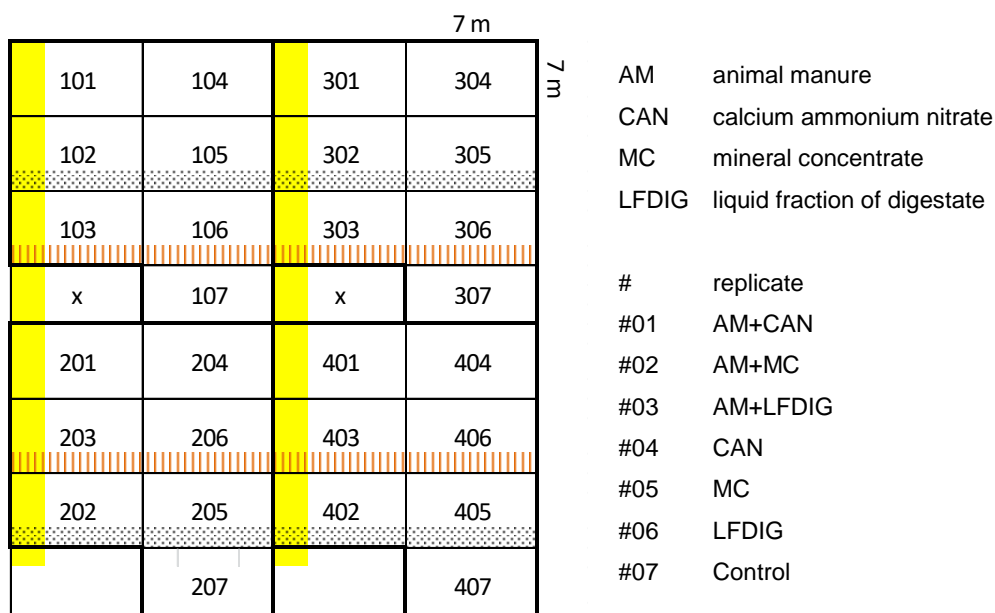 7 m
7 m
101 104 301 304
102 105 302 305
103 106 303 306
x 107 x 307
201 204 401 404
203 206 403 406
202 205 402 405
207 407
AM animal manure
CAN calcium ammonium nitrate
MC mineral concentrate
LFDIG liquid fraction of digestate
# replicate
#01 AM+CAN
#02 AM+MC
#03 AM+LFDIG
#04 CAN
#05 MC
#06 LFDIG
#07 Control